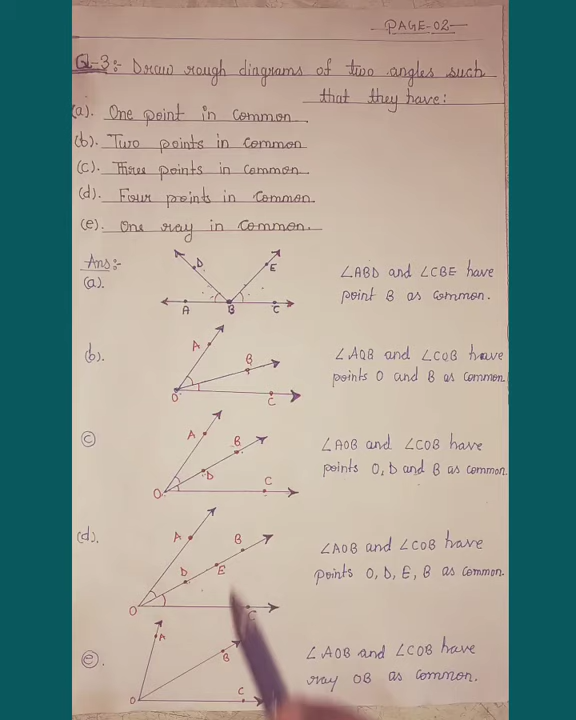 PAGE-02
Q-3:- Draw rough diagrams of two angles such
that they have:
(a). One point in common
(b). Two points in common
(c). Three points in common
(d). Four points in common.
(e). One ray in common.
Ans:-
(a).
D
E
A
B
C
∠ABD and ∠CBE have
point B as common.
(b).
A
B
O
C
∠AOB and ∠COB have
points O and B as common
(c)
A
B
D
O
C
∠AOB and ∠COB have
points O, D and B as common.
(d).
A
B
D
E
O
C
∠AOB and ∠COB have
points O, D, E, B as common.
(e).
A
B
O
C
∠AOB and ∠COB have
ray OB as common.